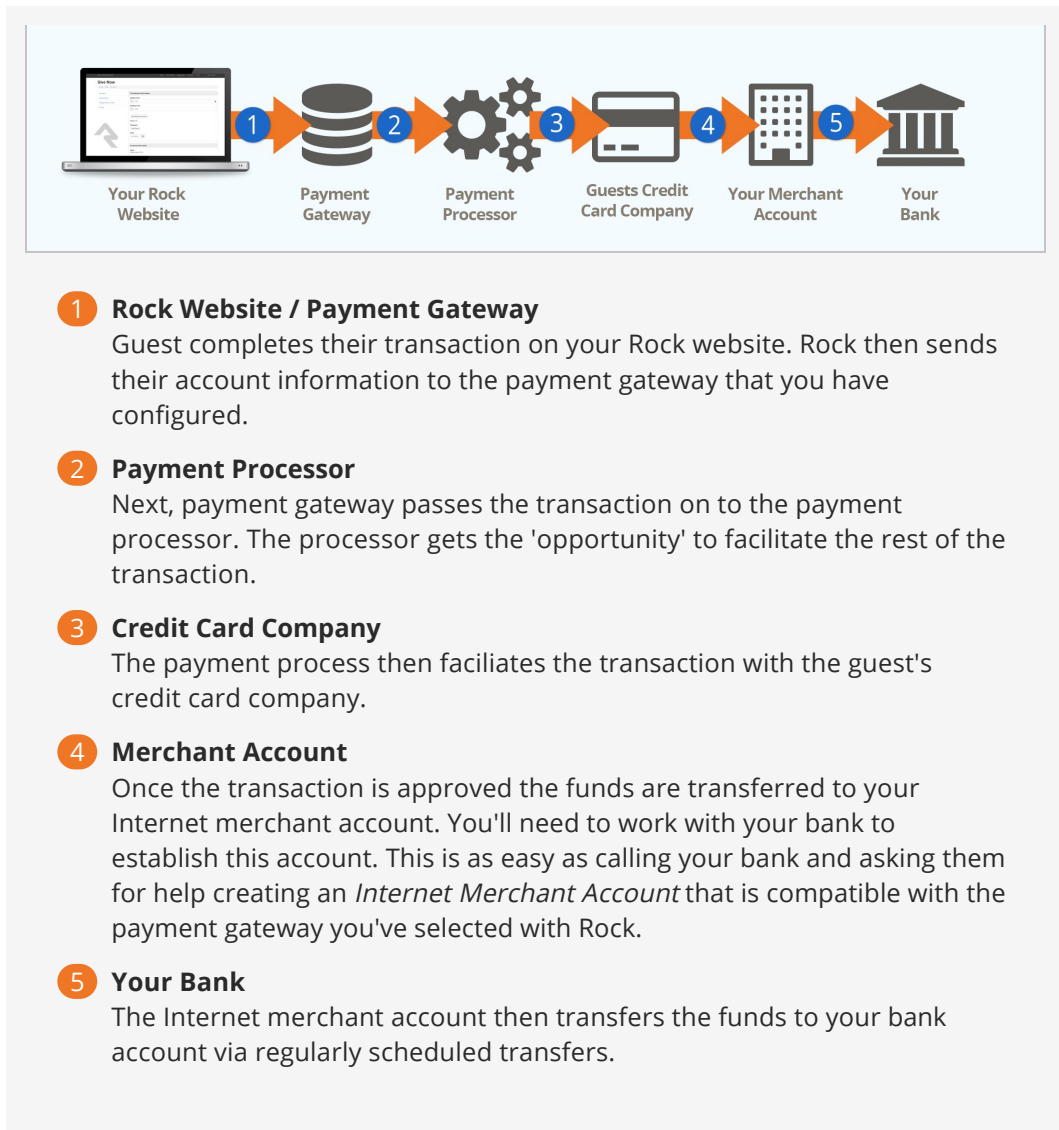 Give Now
1
2
3
4
5
Your Rock
Website
Payment
Gateway
Payment
Processor
Guests Credit
Card Company
Your Merchant
Account
Your
Bank
1 Rock Website / Payment Gateway
Guest completes their transaction on your Rock website. Rock then sends
their account information to the payment gateway that you have
configured.
2 Payment Processor
Next, payment gateway passes the transaction on to the payment
processor. The processor gets the 'opportunity' to facilitate the rest of the
transaction.
3 Credit Card Company
The payment process then faciliates the transaction with the guest's
credit card company.
4 Merchant Account
Once the transaction is approved the funds are transferred to your
Internet merchant account. You'll need to work with your bank to
establish this account. This is as easy as calling your bank and asking them
for help creating an Internet Merchant Account that is compatible with the
payment gateway you've selected with Rock.
5 Your Bank
The Internet merchant account then transfers the funds to your bank
account via regularly scheduled transfers.